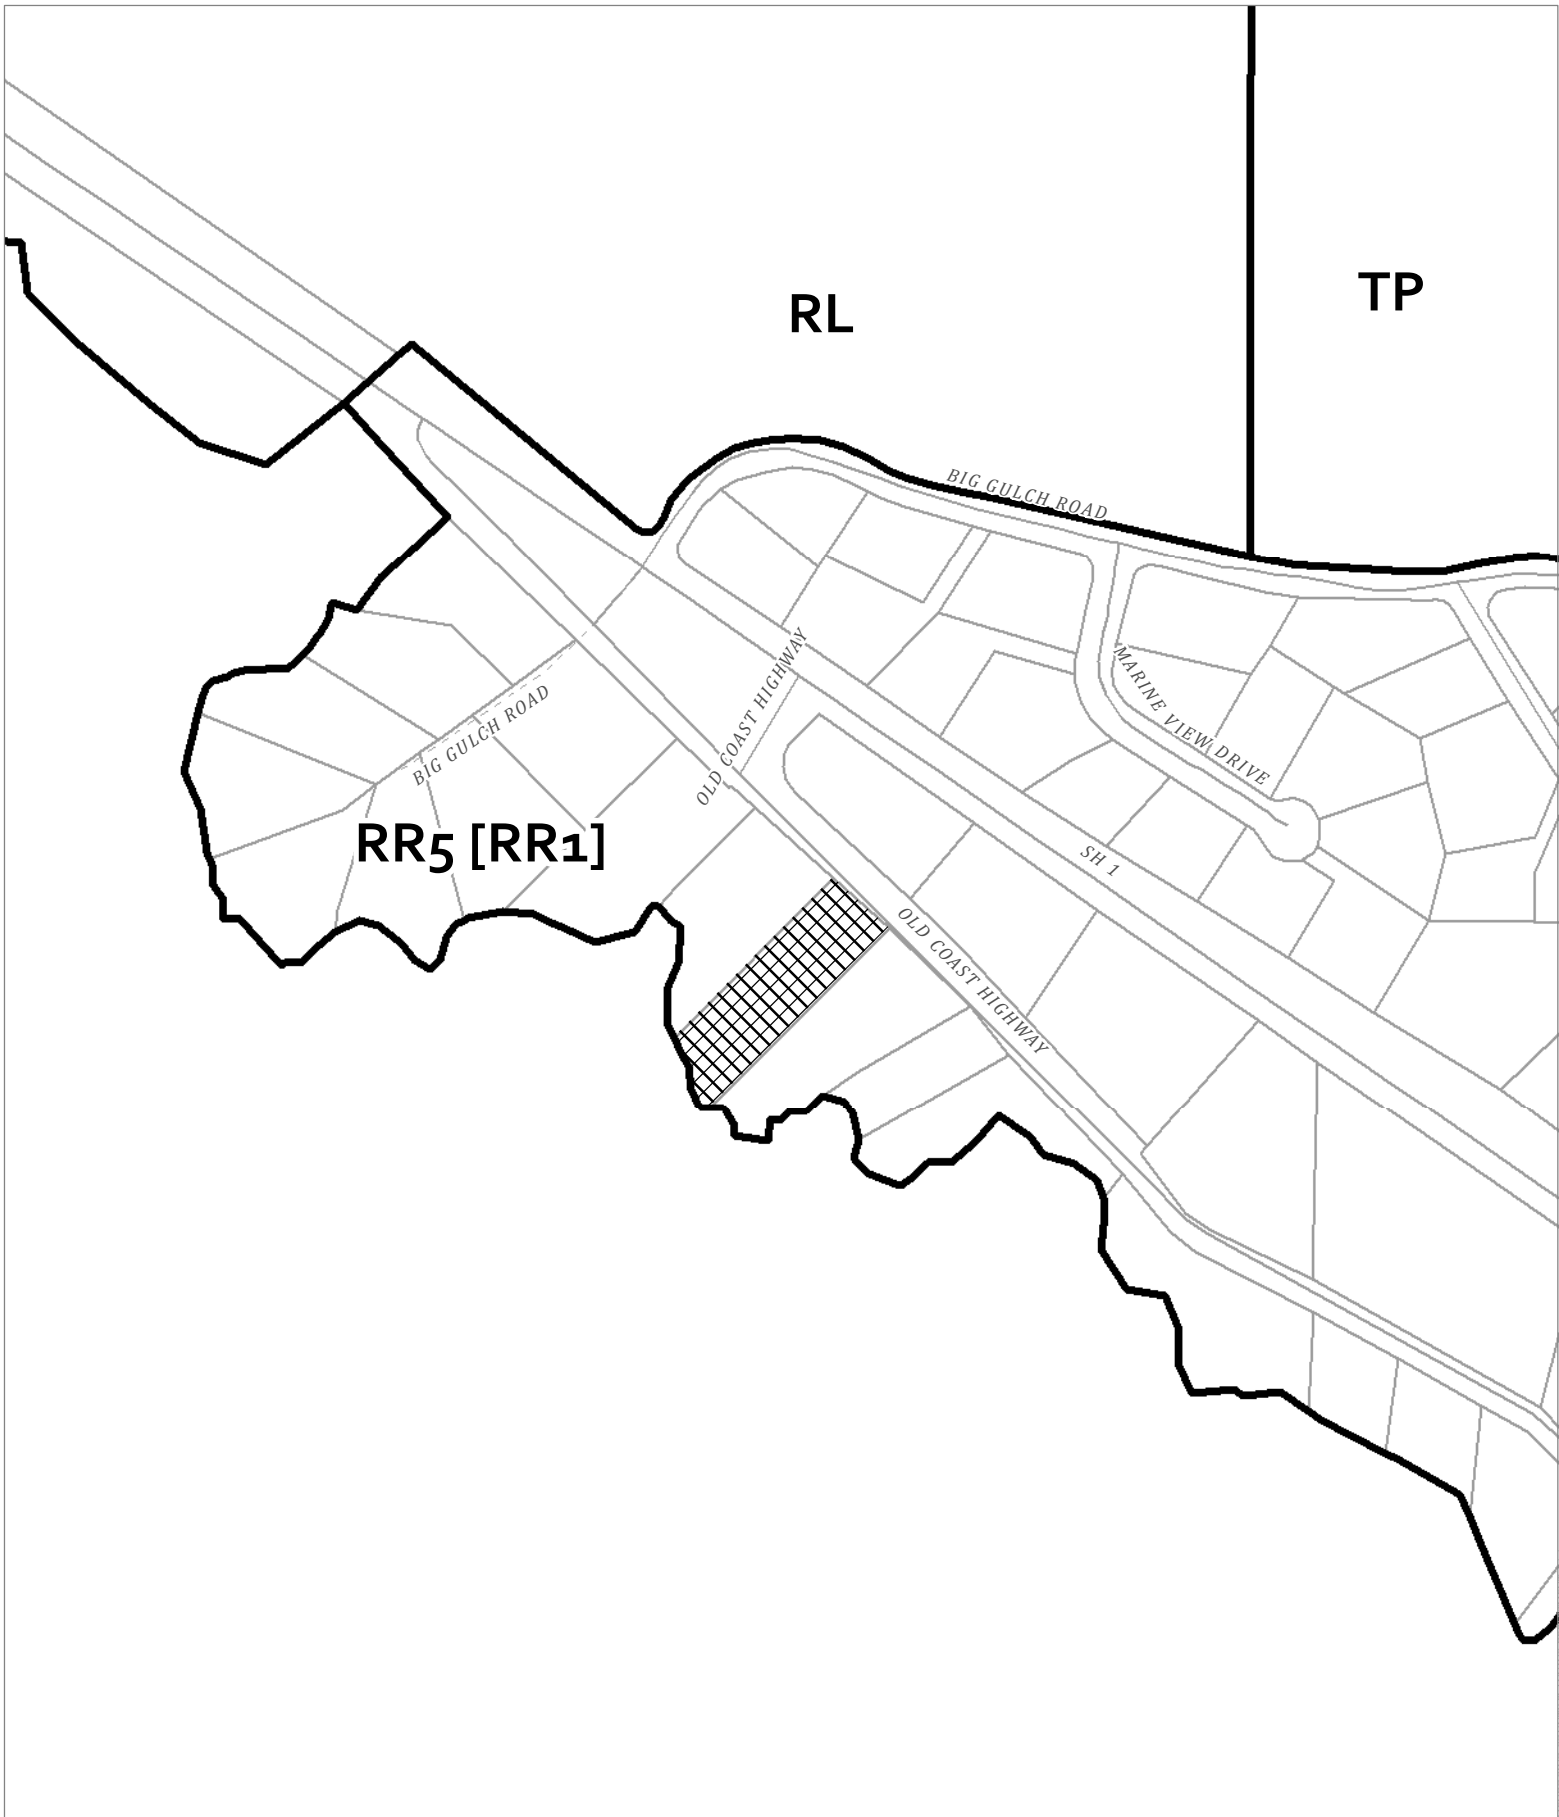 TP
RL
BIG GULCH ROAD
OLD COAST HIGHWAY
MARINE VIEW DRIVE
BIG GULCH ROAD
RR5 [RR1]
SH 1
OLD COAST HIGHWAY